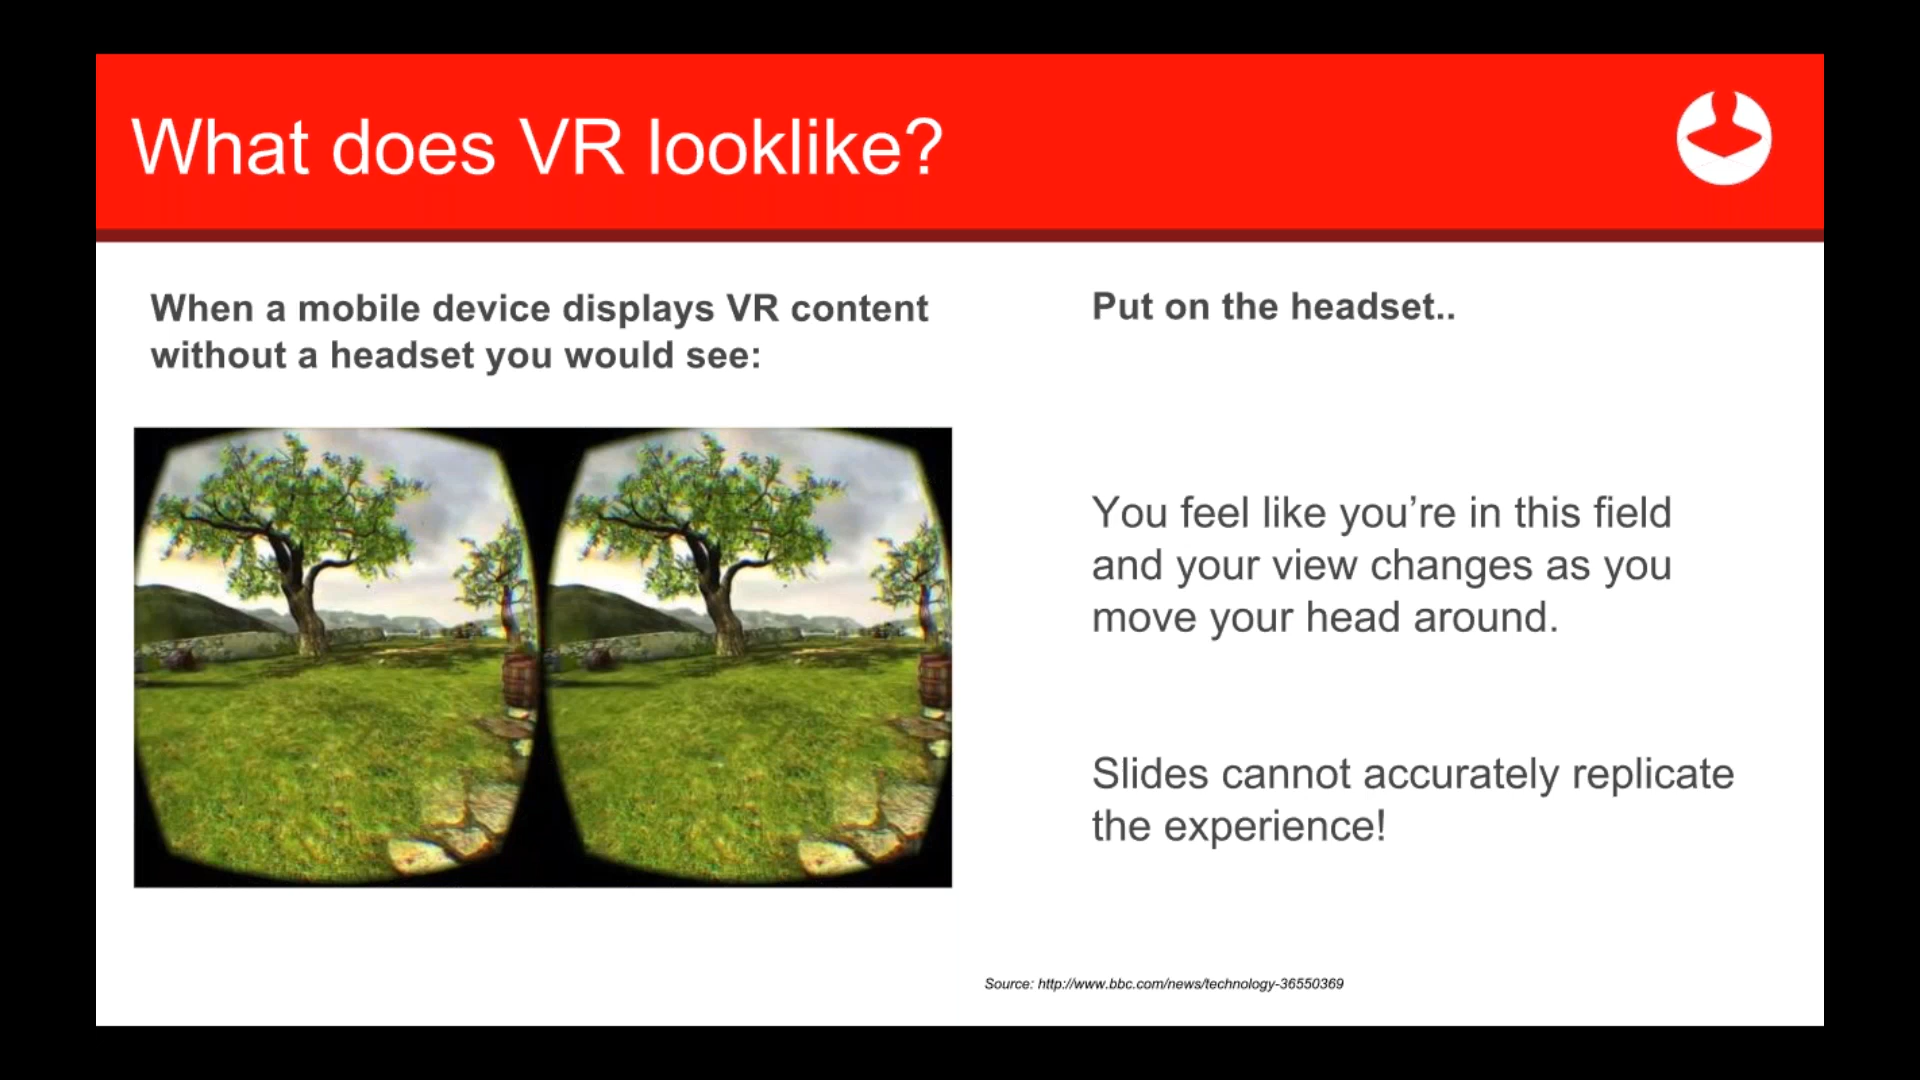 What does VR looklike?
When a mobile device displays VR content
without a headset you would see:
Put on the headset..
You feel like you’re in this field
and your view changes as you
move your head around.
Slides cannot accurately replicate
the experience!
Source: http://www.bbc.com/news/technology-36550369